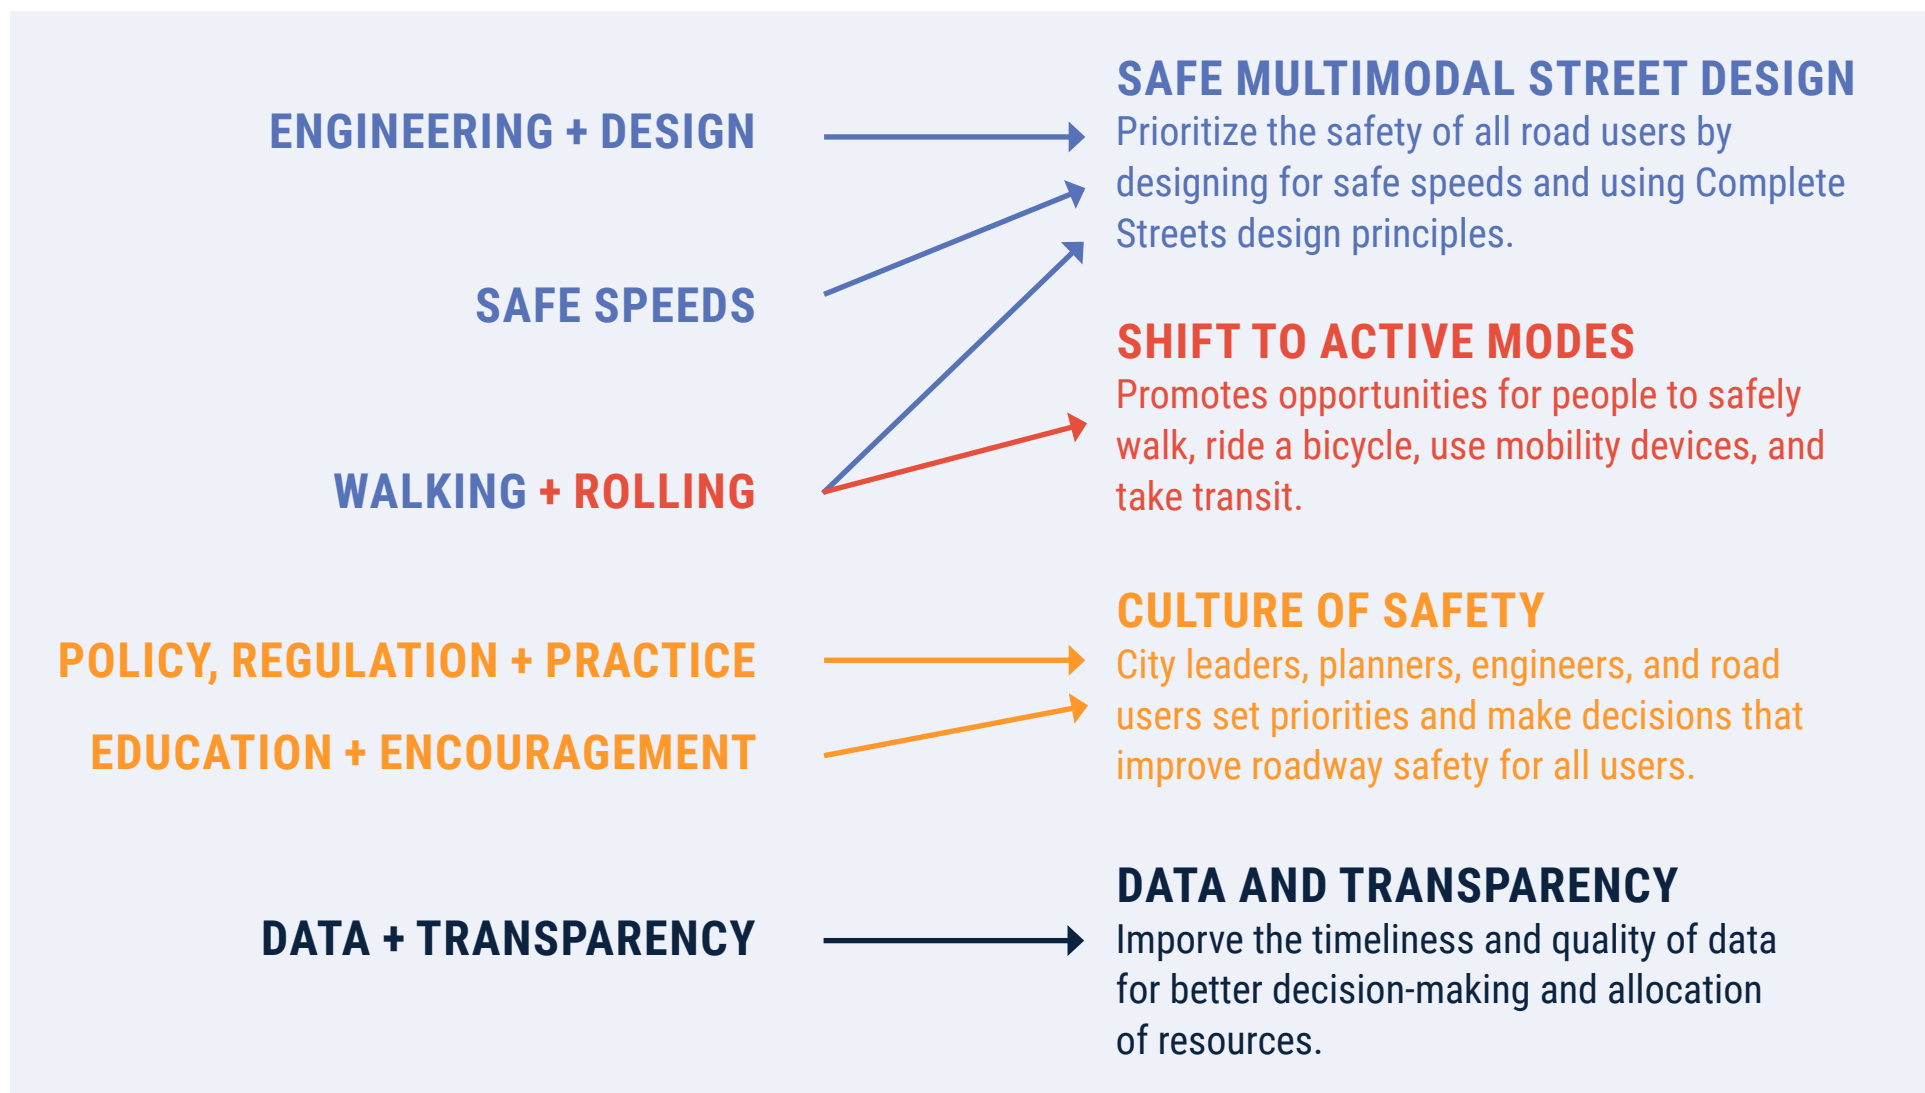 ENGINEERING + DESIGN
SAFE SPEEDS
WALKING + ROLLING
POLICY, REGULATION + PRACTICE
EDUCATION + ENCOURAGEMENT
DATA + TRANSPARENCY
SAFE MULTIMODAL STREET DESIGN
Prioritize the safety of all road users by
designing for safe speeds and using Complete
Streets design principles.
SHIFT TO ACTIVE MODES
Promotes opportunities for people to safely
walk, ride a bicycle, use mobility devices, and
take transit.
CULTURE OF SAFETY
City leaders, planners, engineers, and road
users set priorities and make decisions that
improve roadway safety for all users.
DATA AND TRANSPARENCY
Imporve the timeliness and quality of data
for better decision-making and allocation
of resources.